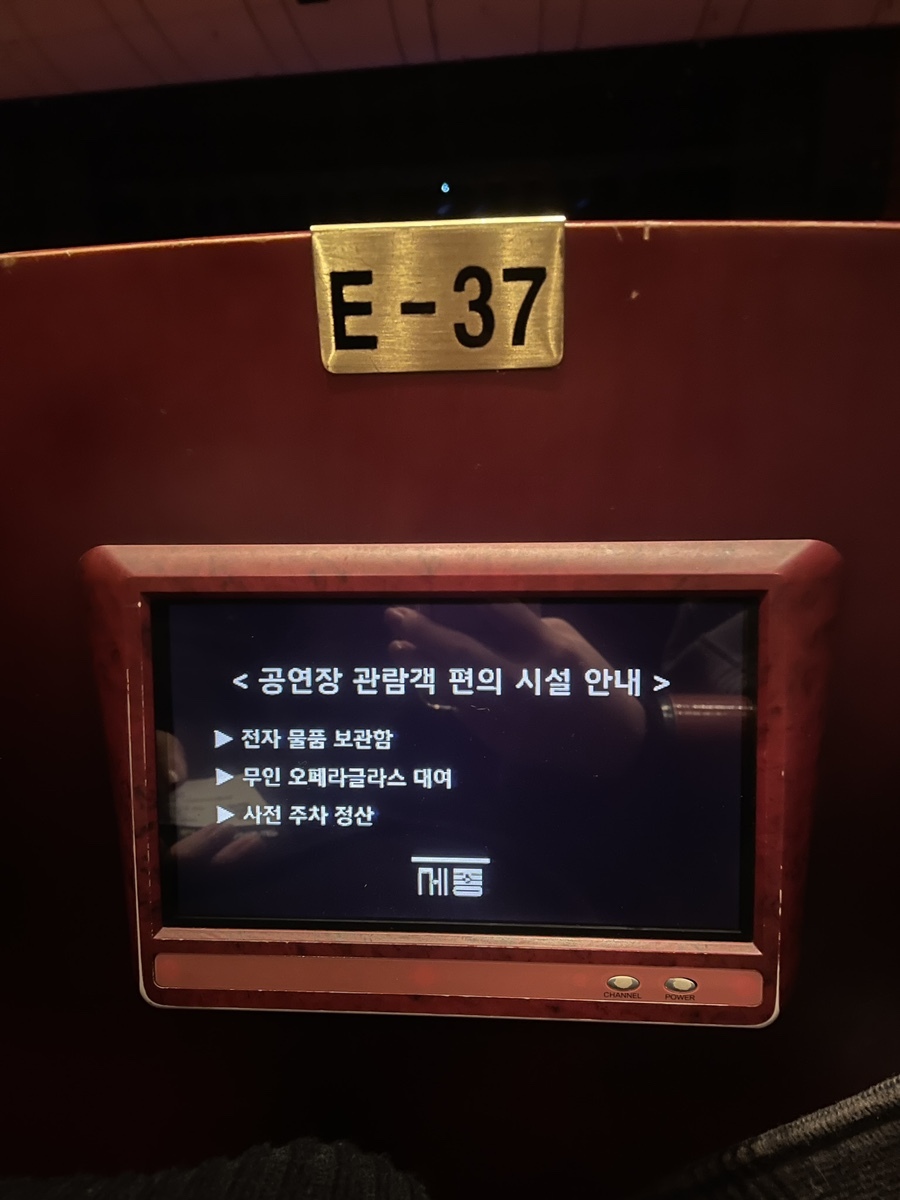 E-37
< 공연장 관람객 편의 시설 안내 >
▶ 전자 물품 보관함
▶ 무인 오페라글라스 대여
▶ 사전 주차 정산
세종
CHANNEL POWER